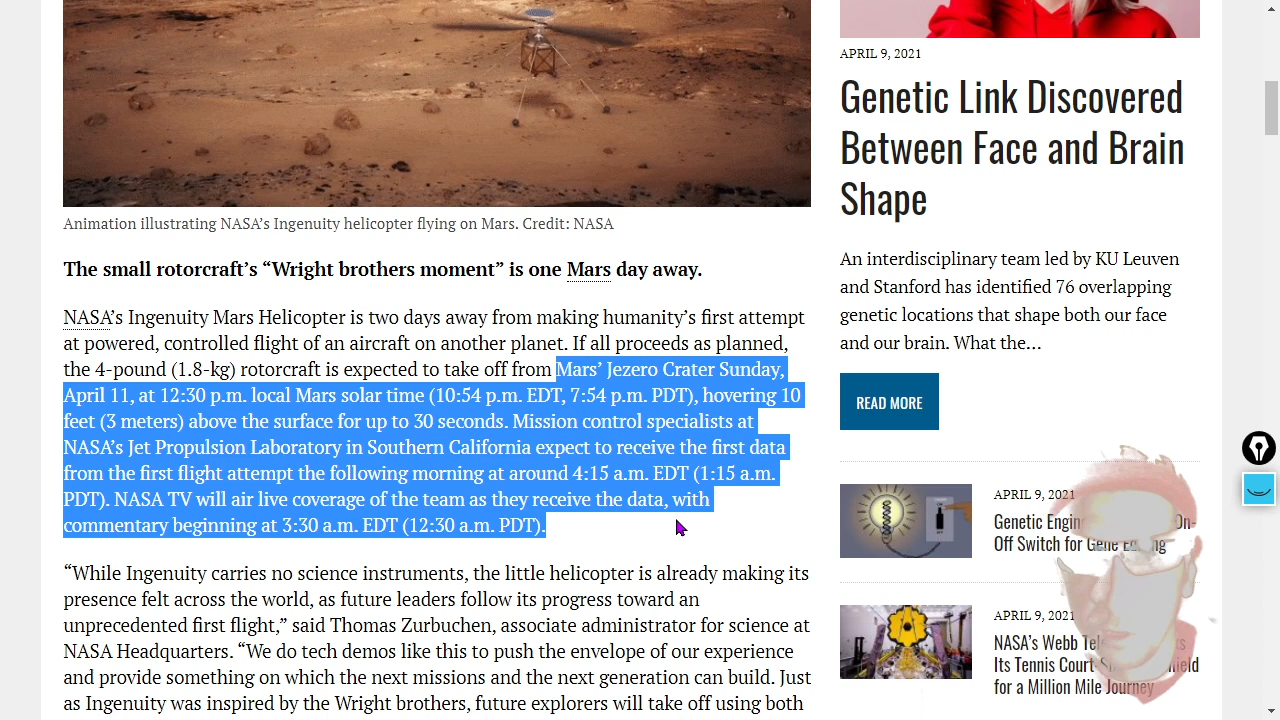 Animation illustrating NASA’s Ingenuity helicopter flying on Mars. Credit: NASA
The small rotorcraft’s “Wright brothers moment” is one Mars day away.
NASA’s Ingenuity Mars Helicopter is two days away from making humanity’s first attempt
at powered, controlled flight of an aircraft on another planet. If all proceeds as planned,
the 4-pound (1.8-kg) rotorcraft is expected to take off from Mars’ Jezero Crater Sunday,
April 11, at 12:30 p.m. local Mars solar time (10:54 p.m. EDT, 7:54 p.m. PDT), hovering 10
feet (3 meters) above the surface for up to 30 seconds. Mission control specialists at
NASA’s Jet Propulsion Laboratory in Southern California expect to receive the first data
from the first flight attempt the following morning at around 4:15 a.m. EDT (1:15 a.m.
PDT). NASA TV will air live coverage of the team as they receive the data, with
commentary beginning at 3:30 a.m. EDT (12:30 a.m. PDT).
“While Ingenuity carries no science instruments, the little helicopter is already making its
presence felt across the world, as future leaders follow its progress toward an
unprecedented first flight,” said Thomas Zurbuchen, associate administrator for science at
NASA Headquarters. “We do tech demos like this to push the envelope of our experience
and provide something on which the next missions and the next generation can build. Just
as Ingenuity was inspired by the Wright brothers, future explorers will take off using both
APRIL 9, 2021
Genetic Link Discovered
Between Face and Brain
Shape
An interdisciplinary team led by KU Leuven
and Stanford has identified 76 overlapping
genetic locations that shape both our face
and our brain. What the…
READ MORE
APRIL 9, 2021
Genetic On-
Off Switch for Gene Editing
APRIL 9, 2021
NASA’s Webb
Its Tennis Court
for a Million Mile Journey